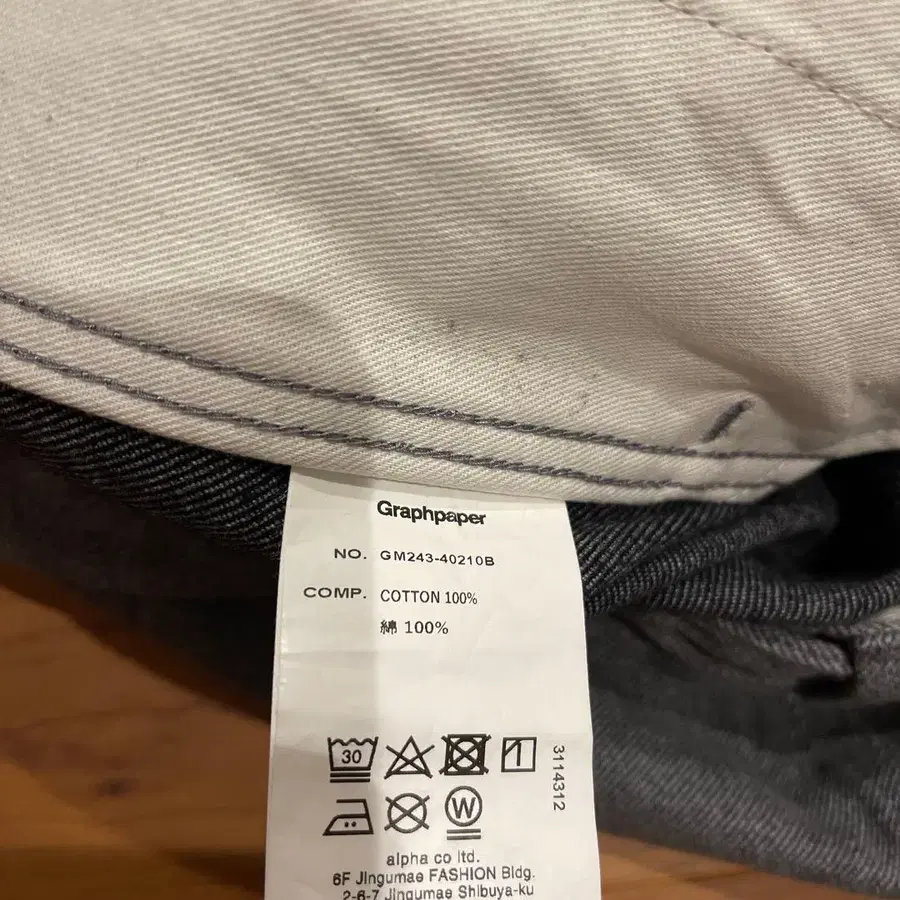 Graphpaper
NO. GM243-40210B
COMP. COTTON 100%
綿 100%
30
W
3114312
alpha co ltd.
6F Jingumae FASHION Bldg.
2-6-7 Jingumae Shibuya-ku